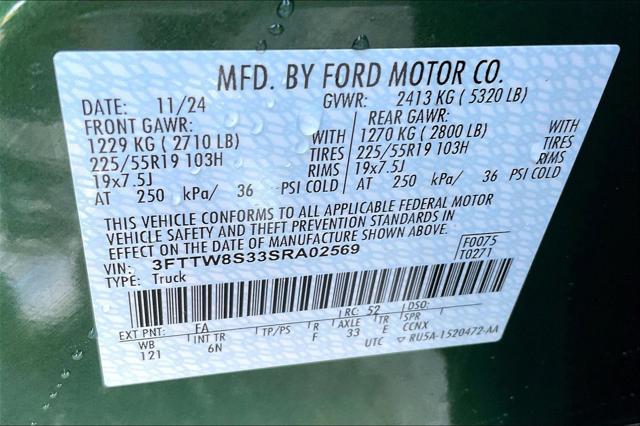 MFD. BY FORD MOTOR CO.
DATE: 11/24 GVWR: 2413 KG ( 5320 LB)
FRONT GAWR: REAR GAWR:
1229 KG ( 2710 LB) WITH 1270 KG ( 2800 LB) WITH
225/55R19 103H TIRES 225/55R19 103H TIRES
19x7.5J RIMS 19x7.5J RIMS
AT 250 kPa/ 36 PSI COLD AT 250 kPa/ 36 PSI COLD
THIS VEHICLE CONFORMS TO ALL APPLICABLE FEDERAL MOTOR
VEHICLE SAFETY AND THEFT PREVENTION STANDARDS IN
EFFECT ON THE DATE OF MANUFACTURE SHOWN ABOVE.
VIN: 3FTTW8S33SRA02569 F0075
TYPE: Truck T0271
EXT PNT: EA RC: 52 DSO:
WB INT TR TP/PS R AXLE TR SPR
121 6N F 33 E CCNX
UTC ▽ RU5A-1520472-AA